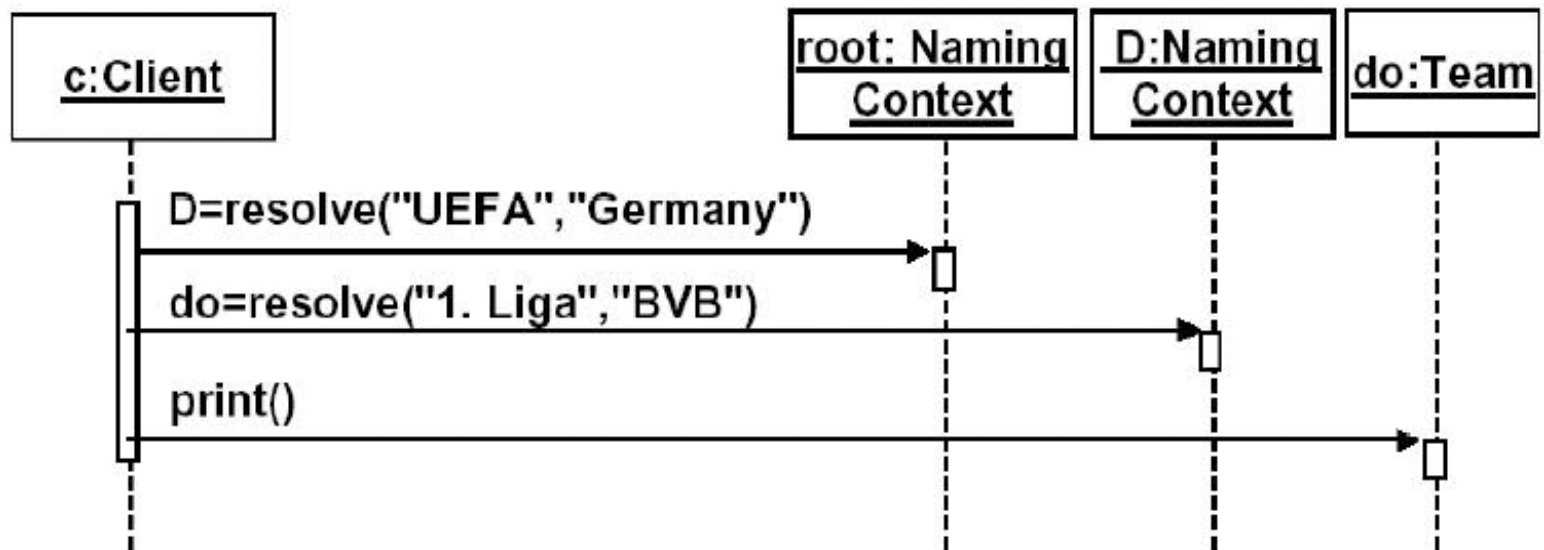 c:Client
root: Naming
Context
D:Naming
Context
do:Team
D=resolve("UEFA","Germany")
do=resolve("1. Liga","BVB")
print()